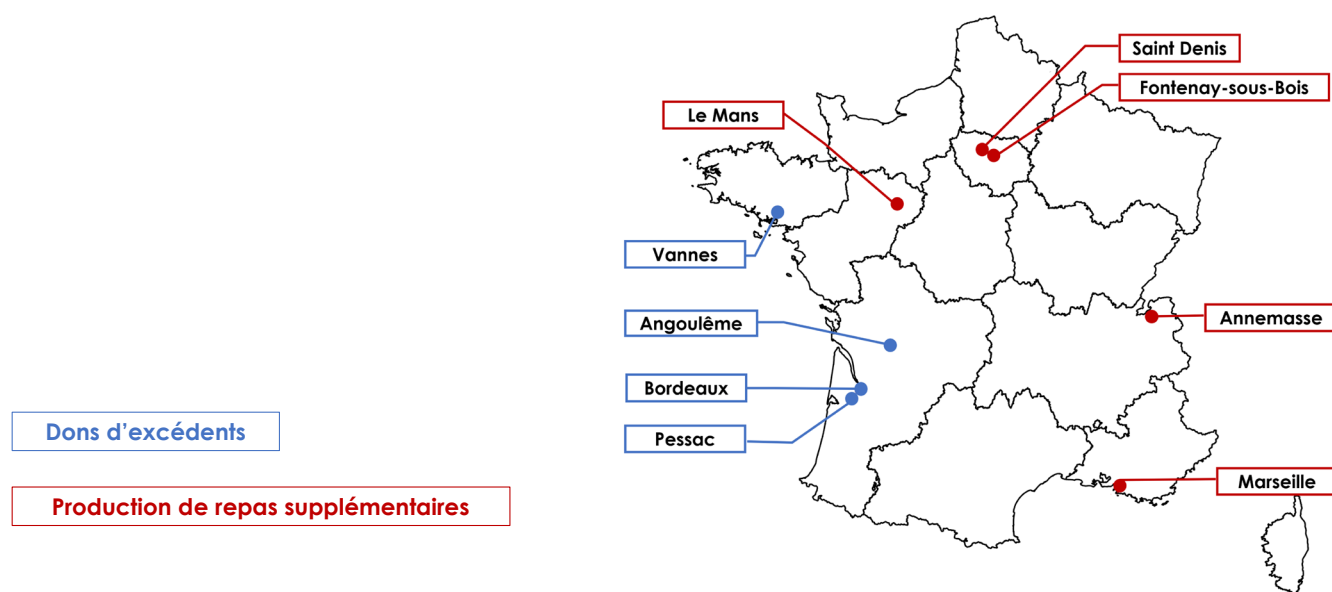 Saint Denis
Fontenay-sous-Bois
Le Mans
Vannes
Angoulême
Annemasse
Bordeaux
Pessac
Dons d’excédents
Marseille
Production de repas supplémentaires